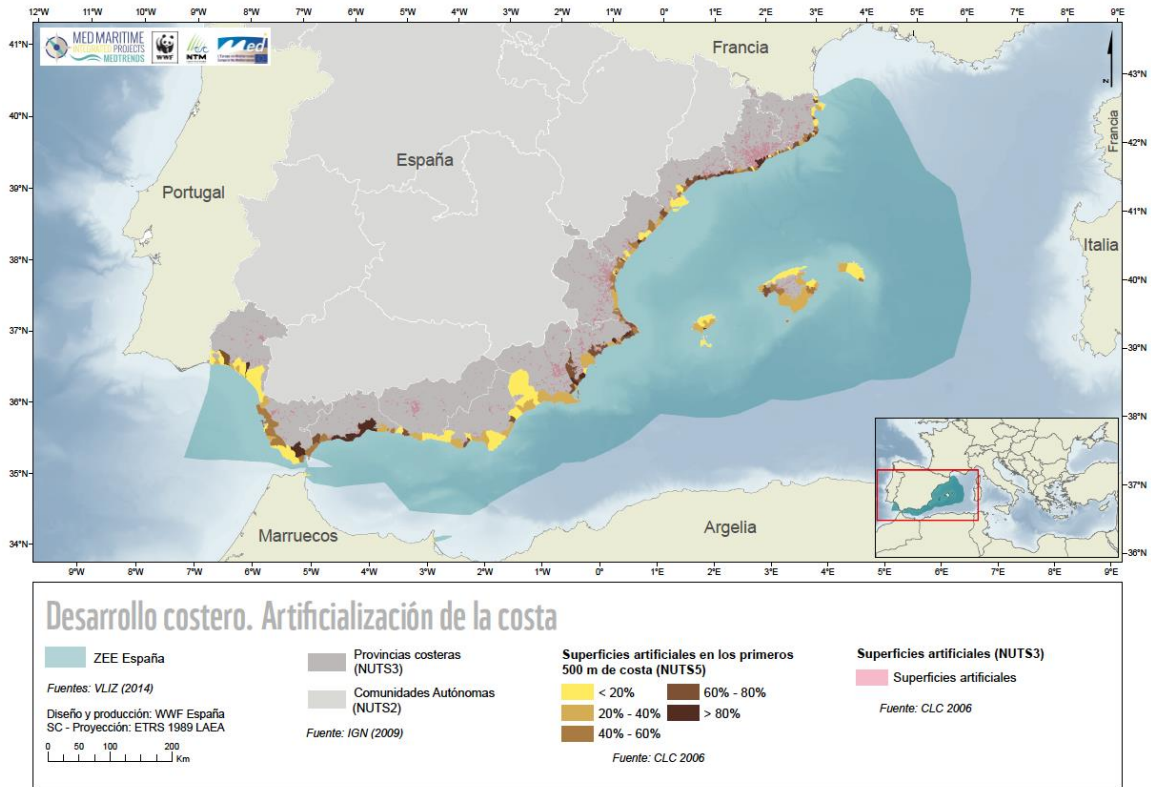 12°W 11°W 10°W 9°W 8°W 7°W 6°W 5°W 4°W 3°W 2°W 1°W 0° 1°E 2°E 3°E 4°E 5°E 6°E 7°E 8°E 9°E 10°E 11°E 12°E
MED MARITIME
INTEGRATED PROJECTS
MEDTRENDS
WWF
NTM
Med
Francia
N
41°N
43°N
40°N
42°N
Francia
España
39°N
41°N
Portugal
Italia
38°N
40°N
37°N
39°N
36°N
38°N
35°N
37°N
Marruecos
Argelia
34°N
36°N
9°W 8°W 7°W 6°W 5°W 4°W 3°W 2°W 1°W 0° 1°E 2°E 3°E 4°E 5°E 6°E 7°E 8°E 9°E
Desarrollo costero. Artificialización de la costa
ZEE España
Fuentes: VLIZ (2014)
Diseño y producción: WWF España
SC - Proyección: ETRS 1989 LAEA
0 50 100 150 200
Km
Provincias costeras
(NUTS3)
Comunidades Autónomas
(NUTS2)
Fuente: IGN (2009)
Superficies artificiales en los primeros
500 m de costa (NUTS5)
< 20%
20% - 40%
40% - 60%
60% - 80%
> 80%
Fuente: CLC 2006
Superficies artificiales (NUTS3)
Superficies artificiales
Fuente: CLC 2006